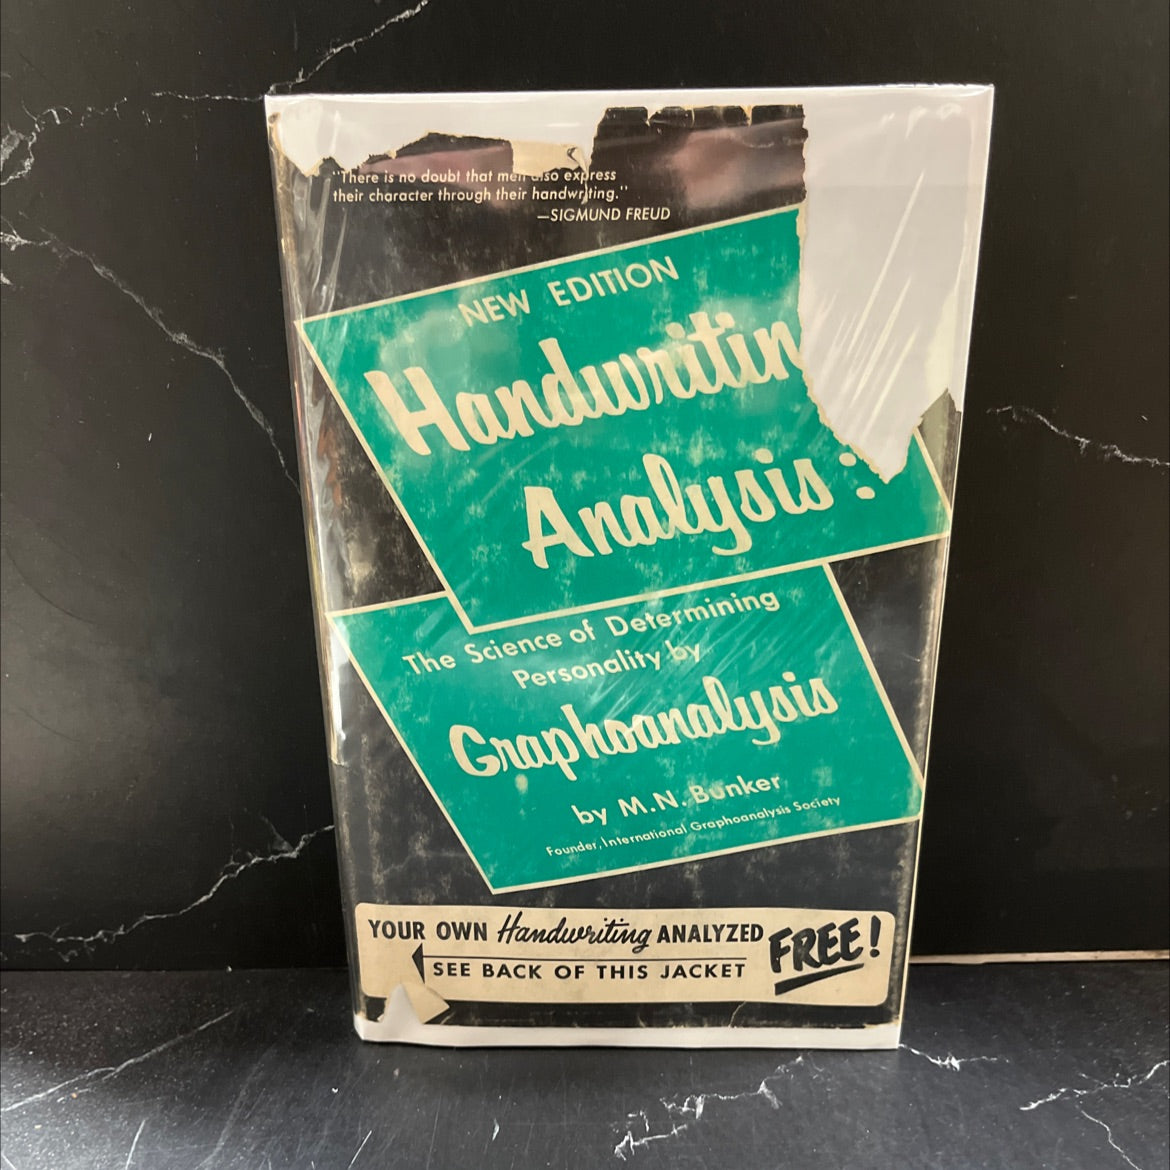 "There is no doubt that men also express
their character through their handwriting."
—SIGMUND FREUD
NEW EDITION
Handwritin
Analysis:
The Science of Determining
Personality by
Graphoanalysis
by M.N. Bunker
Founder, International Graphoanalysis Society
YOUR OWN Handwriting ANALYZED FREE!
SEE BACK OF THIS JACKET